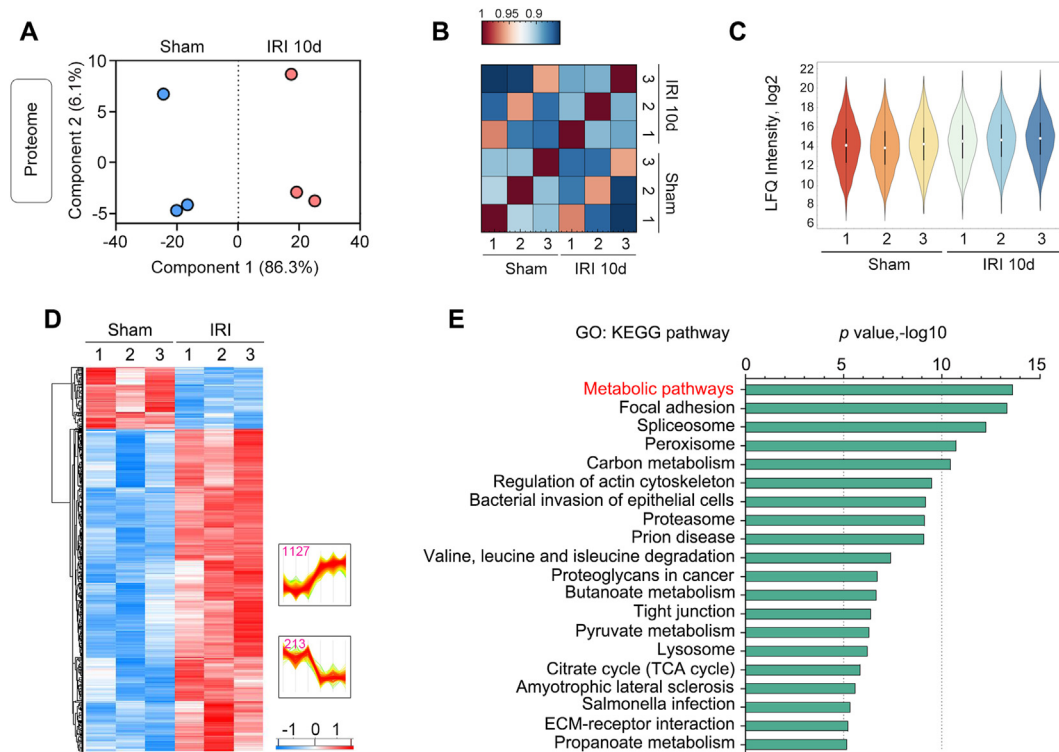 A
Proteome
Sham
IRI 10d
Component 2 (6.1%)
10
5
0
-5
-40
-20
0
20
40
Component 1 (86.3%)
B
1
0.95
0.9
3
2
1
3
2
1
IRI 10d
Sham
1
2
3
1
2
3
Sham
IRI 10d
C
LFQ Intensity, log2
22
20
18
16
14
12
10
8
6
1
2
3
1
2
3
Sham
IRI 10d
D
Sham
IRI
1
2
3
1
2
3
1127
213
-1
0
1
E
GO: KEGG pathway
p value,-log10
0
5
10
15
Metabolic pathways
Focal adhesion
Spliceosome
Peroxisome
Carbon metabolism
Regulation of actin cytoskeleton
Bacterial invasion of epithelial cells
Proteasome
Prion disease
Valine, leucine and isleucine degradation
Proteoglycans in cancer
Butanoate metabolism
Tight junction
Pyruvate metabolism
Lysosome
Citrate cycle (TCA cycle)
Amyotrophic lateral sclerosis
Salmonella infection
ECM-receptor interaction
Propanoate metabolism